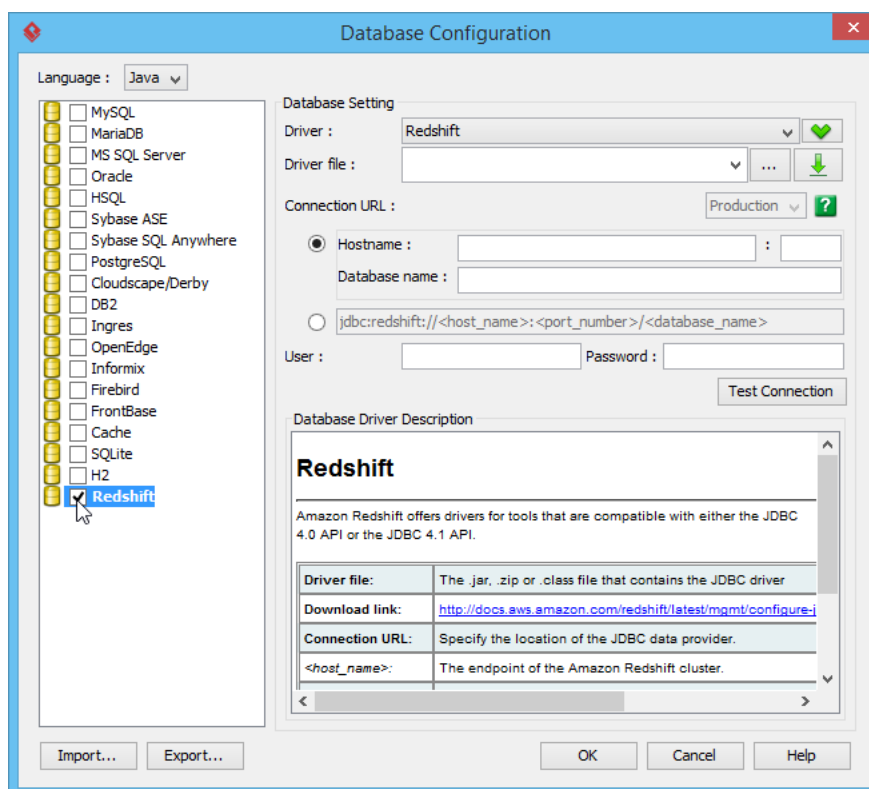 Database Configuration
Language : Java
MySQL
MariaDB
MS SQL Server
Oracle
HSQL
Sybase ASE
Sybase SQL Anywhere
PostgreSQL
Cloudscape/Derby
DB2
Ingres
OpenEdge
Informix
Firebird
FrontBase
Cache
SQLite
H2
Redshift
Database Setting
Driver : Redshift
Driver file : ...
Connection URL : Production ?
Hostname : :
Database name :
jdbc:redshift://<host_name>:<port_number>/<database_name>
User : Password :
Test Connection
Database Driver Description
Redshift
Amazon Redshift offers drivers for tools that are compatible with either the JDBC
4.0 API or the JDBC 4.1 API.
Driver file: The .jar, .zip or .class file that contains the JDBC driver
Download link: http://docs.aws.amazon.com/redshift/latest/mgmt/configure-j
Connection URL: Specify the location of the JDBC data provider.
<host_name>: The endpoint of the Amazon Redshift cluster.
Import... Export... OK Cancel Help